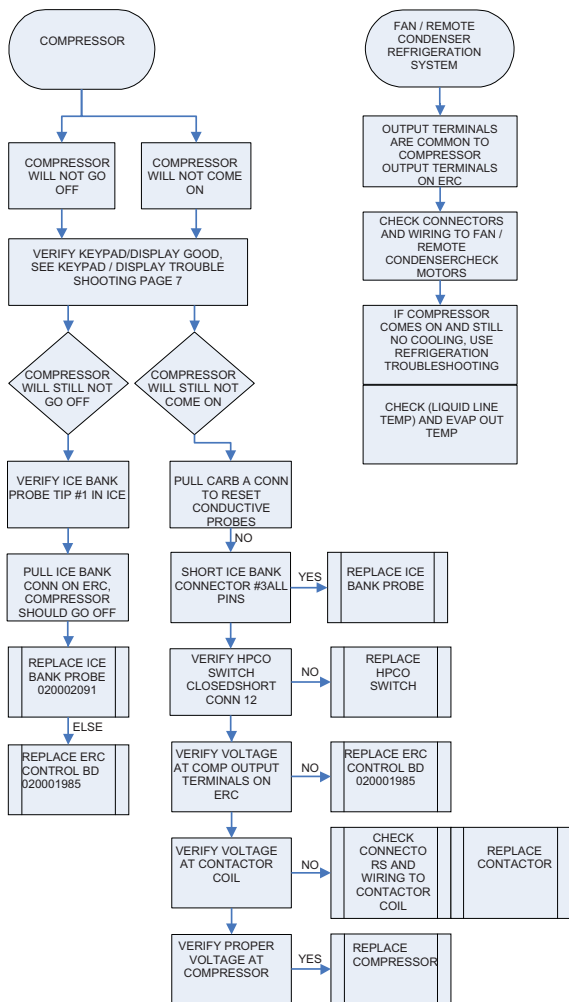 COMPRESSOR
COMPRESSOR
WILL NOT GO
OFF
COMPRESSOR
WILL NOT COME
ON
VERIFY KEYPAD/DISPLAY GOOD,
SEE KEYPAD / DISPLAY TROUBLE
SHOOTING PAGE 7
COMPRESSOR
WILL STILL NOT
GO OFF
COMPRESSOR
WILL STILL NOT
COME ON
VERIFY ICE BANK
PROBE TIP #1 IN ICE
PULL ICE BANK
CONN ON ERC,
COMPRESSOR
SHOULD GO OFF
REPLACE ICE
BANK PROBE
020002091
ELSE
REPLACE ERC
CONTROL BD
020001985
PULL CARB A CONN
TO RESET
CONDUCTIVE
PROBES
NO
SHORT ICE BANK
CONNECTOR #3ALL
PINS
YES
REPLACE ICE
BANK PROBE
VERIFY HPCO
SWITCH
CLOSEDSHORT
CONN 12
NO
REPLACE
HPCO
SWITCH
VERIFY VOLTAGE
AT COMP OUTPUT
TERMINALS ON
ERC
NO
REPLACE ERC
CONTROL BD
020001985
VERIFY VOLTAGE
AT CONTACTOR
COIL
NO
CHECK
CONNECTO
RS AND
WIRING TO
CONTACTOR
COIL
REPLACE
CONTACTOR
VERIFY PROPER
VOLTAGE AT
COMPRESSOR
YES
REPLACE
COMPRESSOR
FAN / REMOTE
CONDENSER
REFRIGERATION
SYSTEM
OUTPUT TERMINALS
ARE COMMON TO
COMPRESSOR
OUTPUT TERMINALS
ON ERC
CHECK CONNECTORS
AND WIRING TO FAN /
REMOTE
CONDENSERCHECK
MOTORS
IF COMPRESSOR
COMES ON AND STILL
NO COOLING, USE
REFRIGERATION
TROUBLESHOOTING
CHECK (LIQUID LINE
TEMP) AND EVAP OUT
TEMP